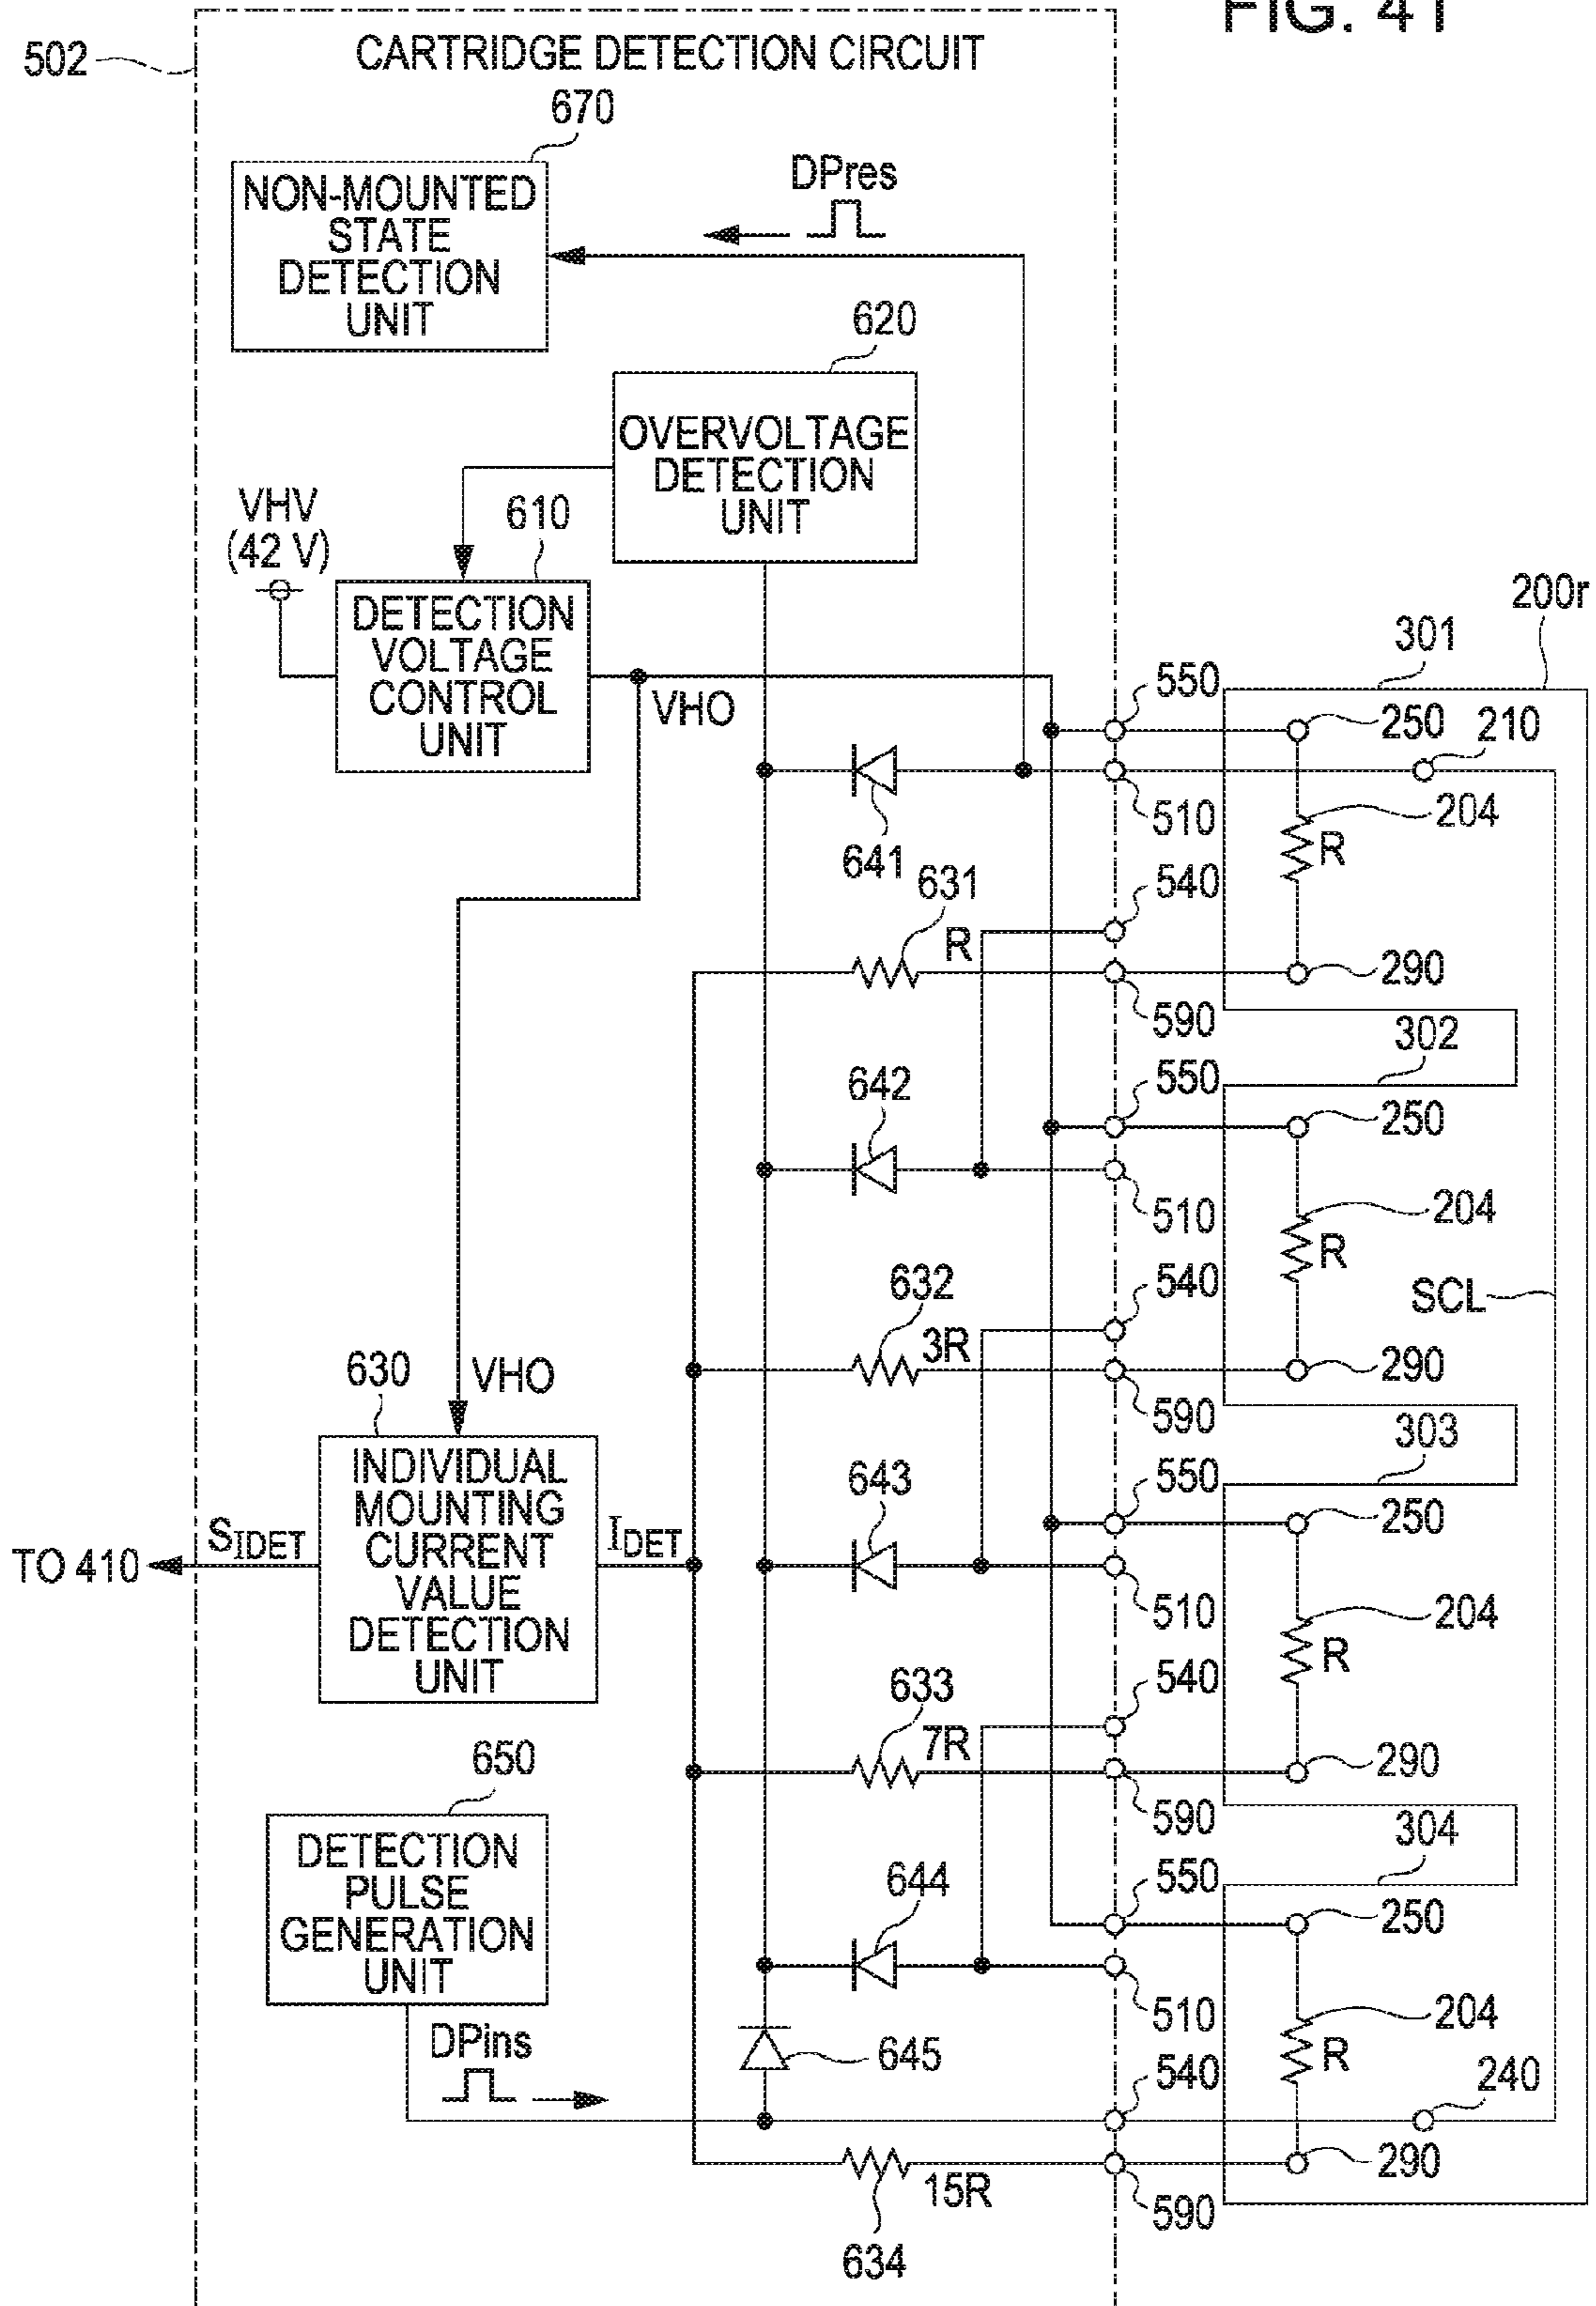 FIG. 41
502
CARTRIDGE DETECTION CIRCUIT
670
NON-MOUNTED
STATE
DETECTION
UNIT
DPres
620
OVERVOLTAGE
DETECTION
UNIT
VHV
(42 V)
610
DETECTION
VOLTAGE
CONTROL
UNIT
VHO
200r
301
550
250
210
510
204
R
641
631
540
R
290
590
302
550
642
250
510
204
R
632
540
3R
SCL
290
590
630
VHO
303
INDIVIDUAL
MOUNTING
CURRENT
VALUE
DETECTION
UNIT
643
550
250
SIDET
IDET
TO 410
510
204
R
633
540
7R
290
590
650
304
DETECTION
PULSE
GENERATION
UNIT
644
550
250
510
204
R
DPins
645
540
240
15R
290
590
634